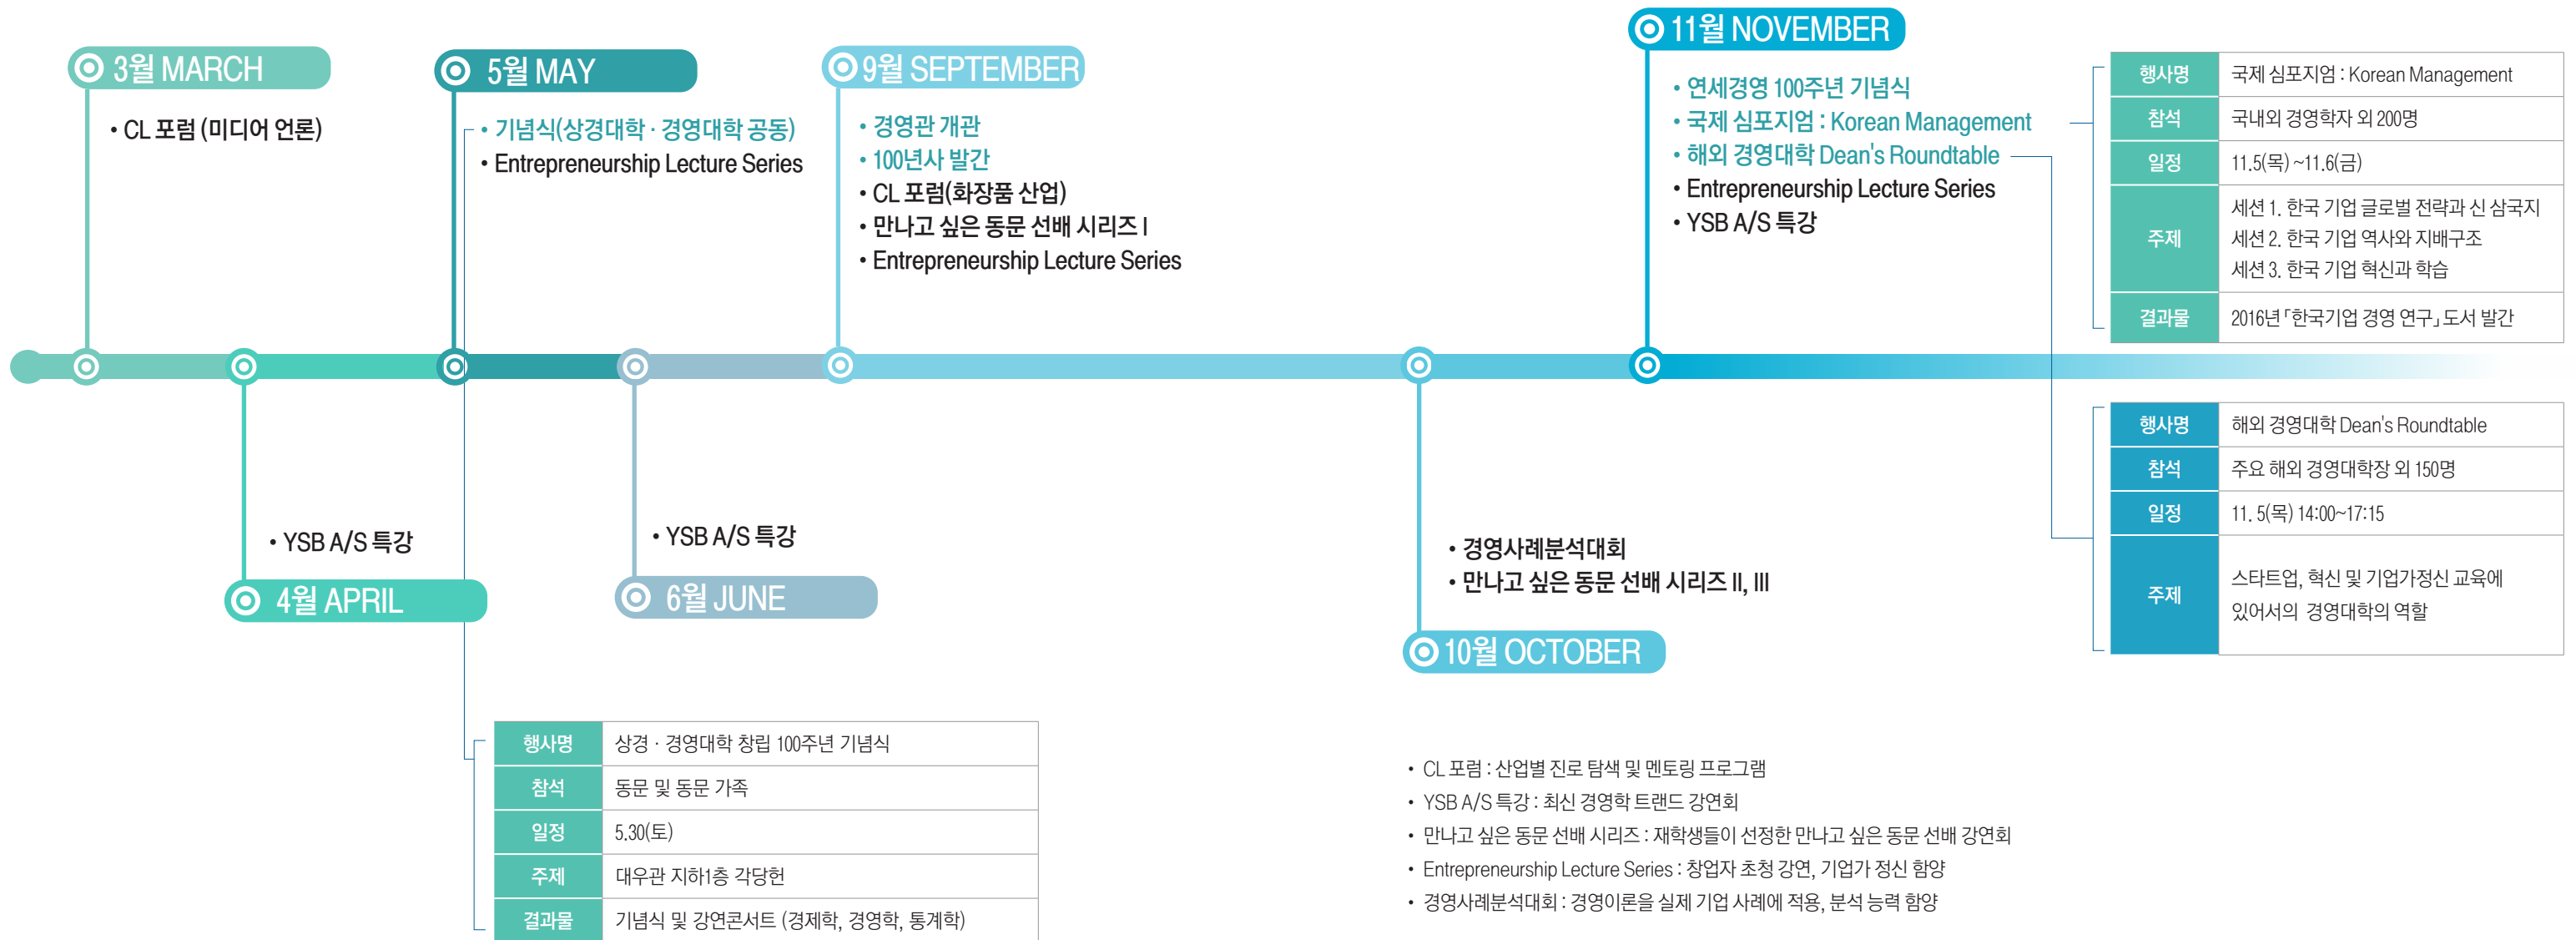 3월 MARCH
• CL 포럼 (미디어 언론)
4월 APRIL
• YSB A/S 특강
5월 MAY
• 기념식(상경대학 · 경영대학 공동)
• Entrepreneurship Lecture Series
행사명 상경 · 경영대학 창립 100주년 기념식
참석 동문 및 동문 가족
일정 5.30(토)
주제 대우관 지하1층 각당헌
결과물 기념식 및 강연콘서트 (경제학, 경영학, 통계학)
6월 JUNE
• YSB A/S 특강
9월 SEPTEMBER
• 경영관 개관
• 100년사 발간
• CL 포럼(화장품 산업)
• 만나고 싶은 동문 선배 시리즈 I
• Entrepreneurship Lecture Series
10월 OCTOBER
• 경영사례분석대회
• 만나고 싶은 동문 선배 시리즈 II, III
11월 NOVEMBER
• 연세경영 100주년 기념식
• 국제 심포지엄 : Korean Management
• 해외 경영대학 Dean's Roundtable
• Entrepreneurship Lecture Series
• YSB A/S 특강
행사명 국제 심포지엄 : Korean Management
참석 국내외 경영학자 외 200명
일정 11.5(목) ~11.6(금)
주제 세션 1. 한국 기업 글로벌 전략과 신 삼국지
세션 2. 한국 기업 역사와 지배구조
세션 3. 한국 기업 혁신과 학습
결과물 2016년 「한국기업 경영 연구」 도서 발간
행사명 해외 경영대학 Dean's Roundtable
참석 주요 해외 경영대학장 외 150명
일정 11. 5(목) 14:00~17:15
주제 스타트업, 혁신 및 기업가정신 교육에
있어서의 경영대학의 역할
• CL 포럼 : 산업별 진로 탐색 및 멘토링 프로그램
• YSB A/S 특강 : 최신 경영학 트랜드 강연회
• 만나고 싶은 동문 선배 시리즈 : 재학생들이 선정한 만나고 싶은 동문 선배 강연회
• Entrepreneurship Lecture Series : 창업자 초청 강연, 기업가 정신 함양
• 경영사례분석대회 : 경영이론을 실제 기업 사례에 적용, 분석 능력 함양